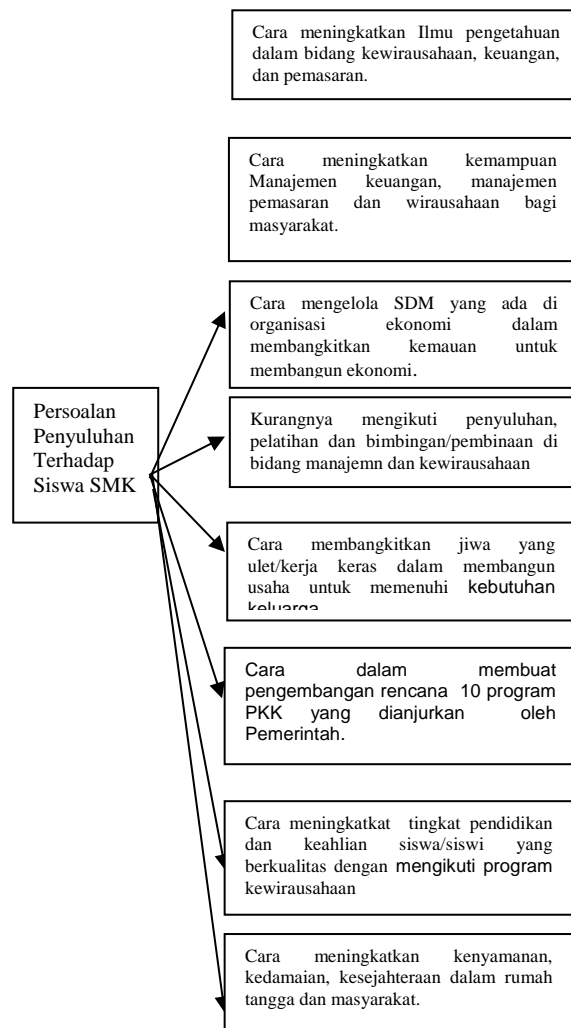 Cara meningkatkan Ilmu pengetahuan
dalam bidang kewirausahaan, keuangan,
dan pemasaran.
Cara meningkatkan kemampuan
Manajemen keuangan, manajemen
pemasaran dan wirausahaan bagi
masyarakat.
Cara mengelola SDM yang ada di
organisasi ekonomi dalam
membangkitkan kemauan untuk
membangun ekonomi.
Persoalan
Penyuluhan
Terhadap
Siswa SMK
Kurangnya mengikuti penyuluhan,
pelatihan dan bimbingan/pembinaan di
bidang manajemn dan kewirausahaan
Cara membangkitkan jiwa yang
ulet/kerja keras dalam membangun
usaha untuk memenuhi kebutuhan
keluarga
Cara dalam membuat
pengembangan rencana 10 program
PKK yang dianjurkan oleh
Pemerintah.
Cara meningkatkat tingkat pendidikan
dan keahlian siswa/siswi yang
berkualitas dengan mengikuti program
kewirausahaan
Cara meningkatkan kenyamanan,
kedamaian, kesejahteraan dalam rumah
tangga dan masyarakat.